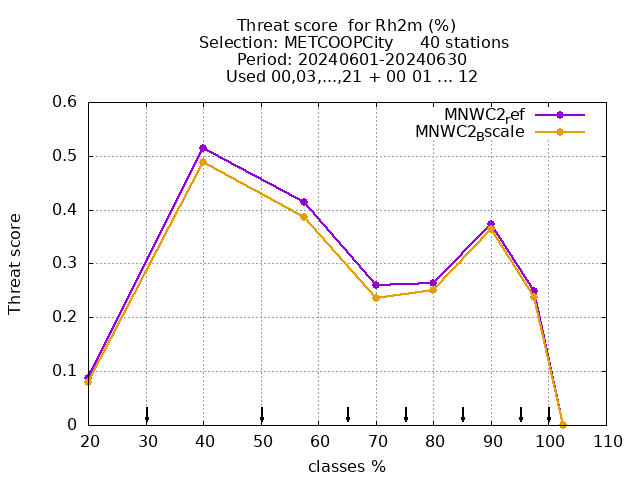 Threat score for Rh2m (%)
Selection: METCOOPCity 40 stations
Period: 20240601-20240630
Used 00,03,...,21 + 00 01 ... 12
MNWC2ref
MNWC2Bscale
0.6
0.5
0.4
0.3
0.2
0.1
0
Threat score
20 30 40 50 60 70 80 90 100 110
classes %